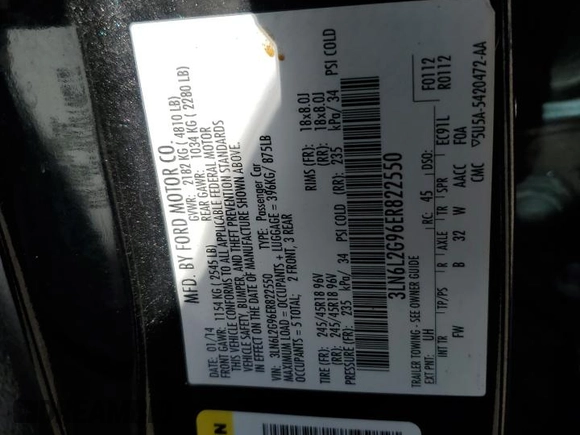 MFD. BY FORD MOTOR CO.
DATE: 01/14 GVWR: 2182 KG ( 4810 LB)
FRONT GAWR: 1154 KG ( 2545 LB) REAR GAWR: 1034 KG ( 2280 LB)
THIS VEHICLE CONFORMS TO ALL APPLICABLE FEDERAL MOTOR
VEHICLE SAFETY, BUMPER, AND THEFT PREVENTION STANDARDS
IN EFFECT ON THE DATE OF MANUFACTURE SHOWN ABOVE.
VIN: 3LN6L2G96ER822550 TYPE: Passenger Car
MAXIMUM LOAD = OCCUPANTS + LUGGAGE = 396KG/ 875LB
OCCUPANTS = 5 TOTAL: 2 FRONT, 3 REAR
TIRE (FR): 245/45R18 96V RIMS (FR): 18x8.0J
(RR): 245/45R18 96V (RR): 18x8.0J
PRESSURE (FR): 235 kPa/ 34 PSI COLD (RR): 235 kPa/ 34 PSI COLD
3LN6L2G96ER822550
TRAILER TOWING - SEE OWNER GUIDE
F0112
EXT PNT: UH RC: 45 DSO: R0112
INT TR TP/PS R AXLE TR SPR EC91L
FW B 32 W AACC FOA
CMC 5U5A-5420472-AA